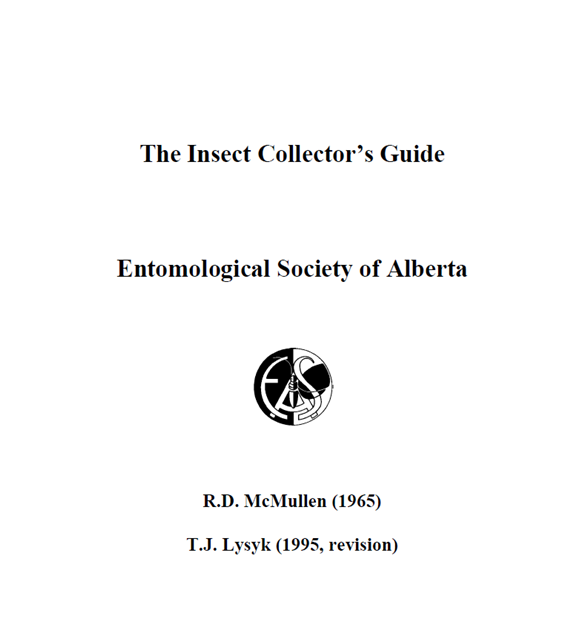 The Insect Collector’s Guide
Entomological Society of Alberta
R.D. McMullen (1965)
T.J. Lysyk (1995, revision)